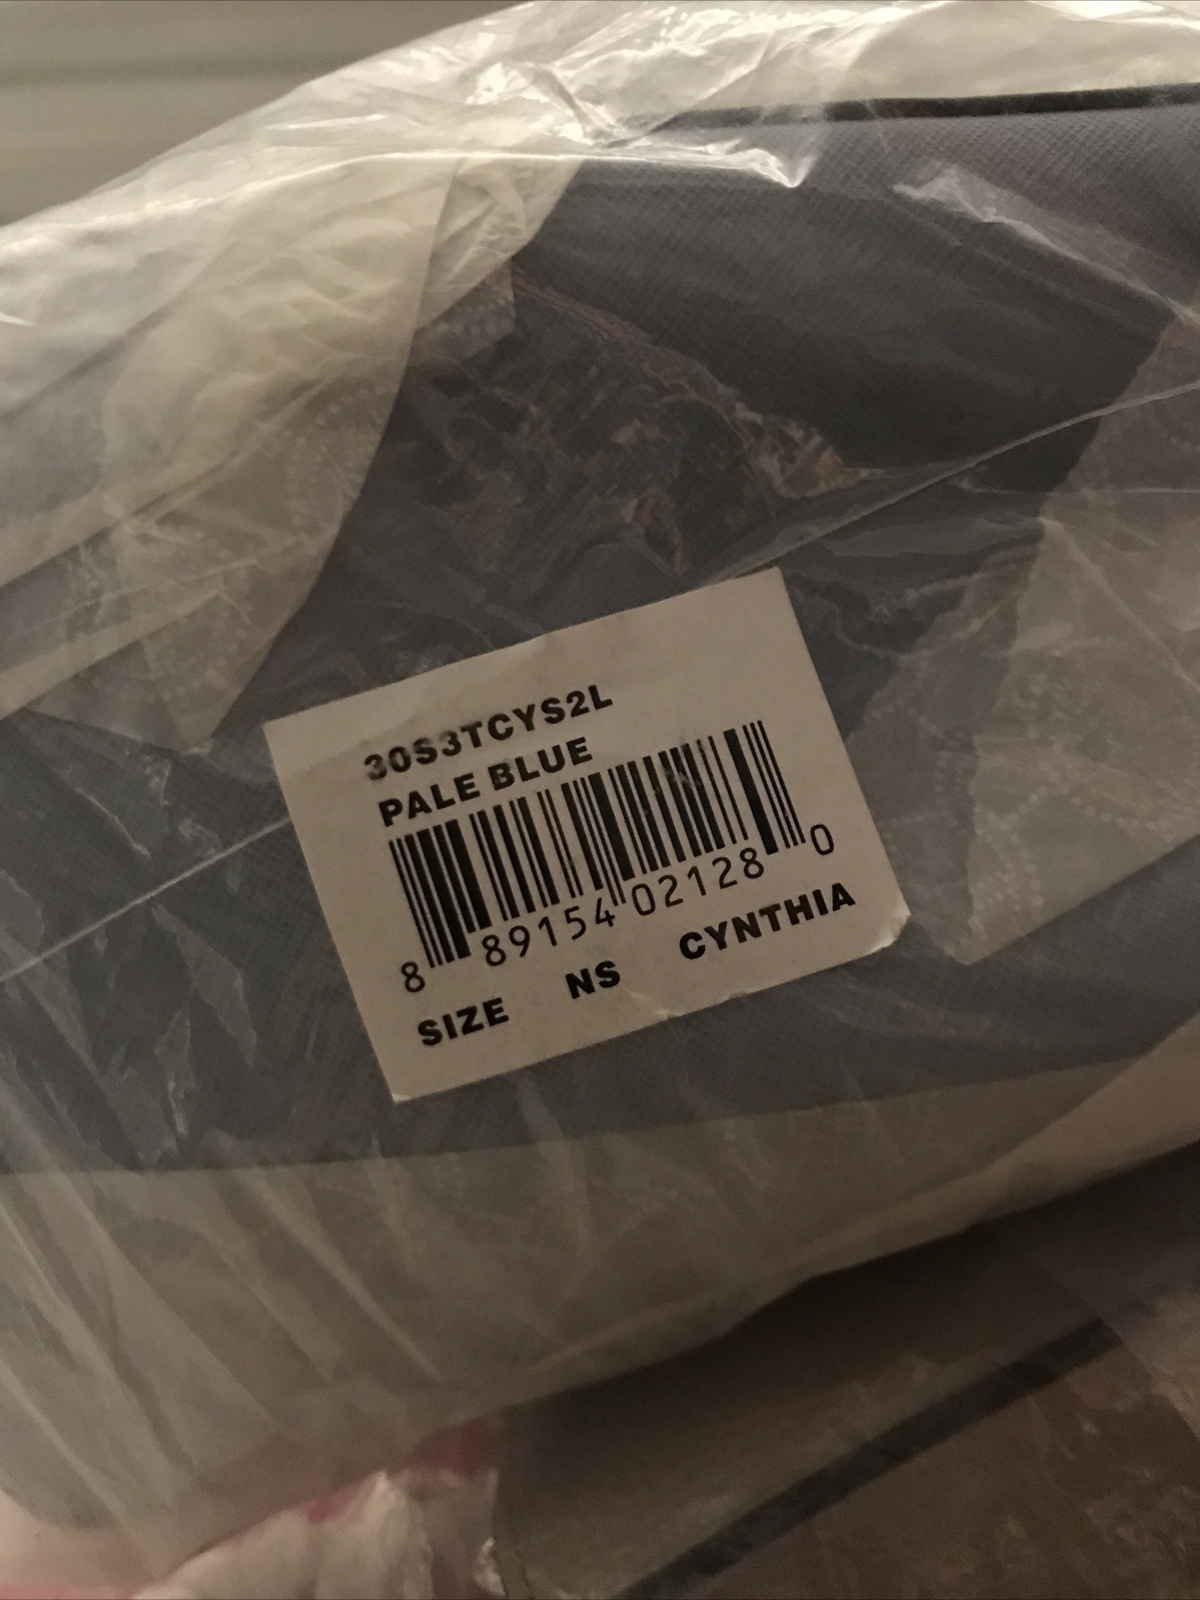 30S3TCYS2L
PALE BLUE
8 89154 02128 0
SIZE NS CYNTHIA